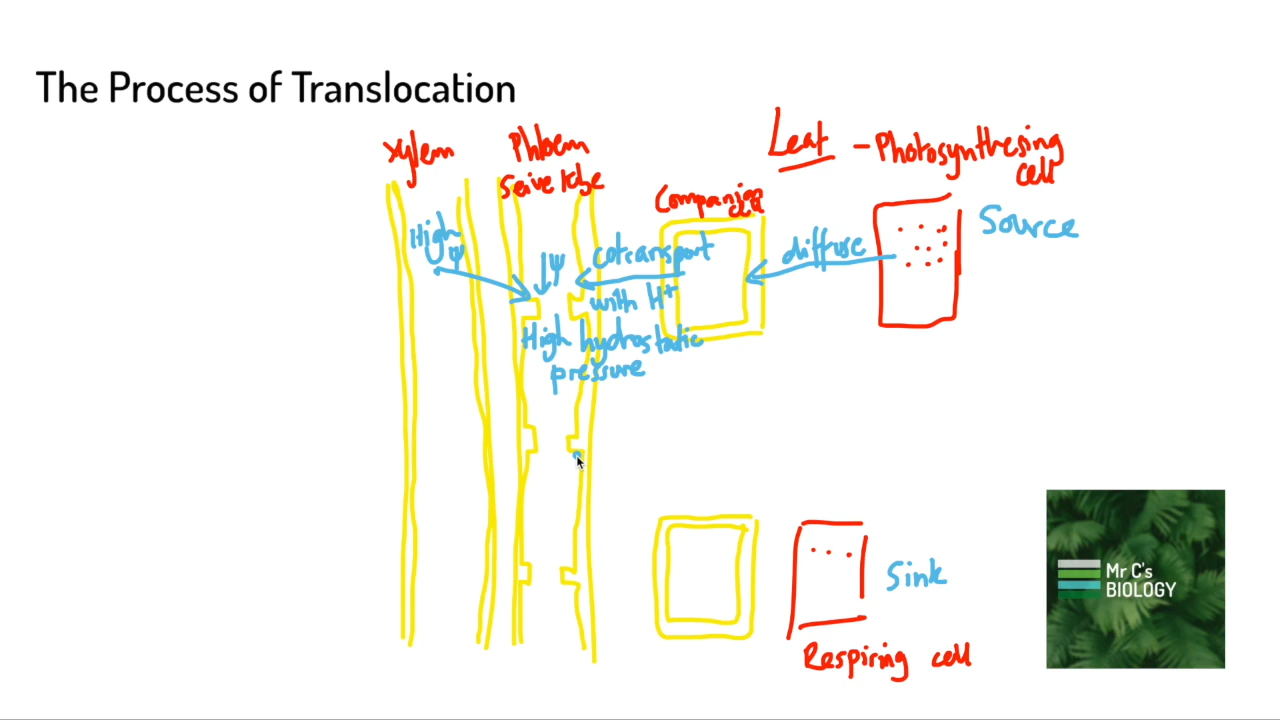 The Process of Translocation
Xylem
Phloem
seive tube
Companion
cell
Leaf - Photosynthesing
cell
Source
High
ψ
↓ψ
cotransport
with H+
diffuse
High hydrostatic
pressure
Sink
Respiring cell
Mr C's
BIOLOGY